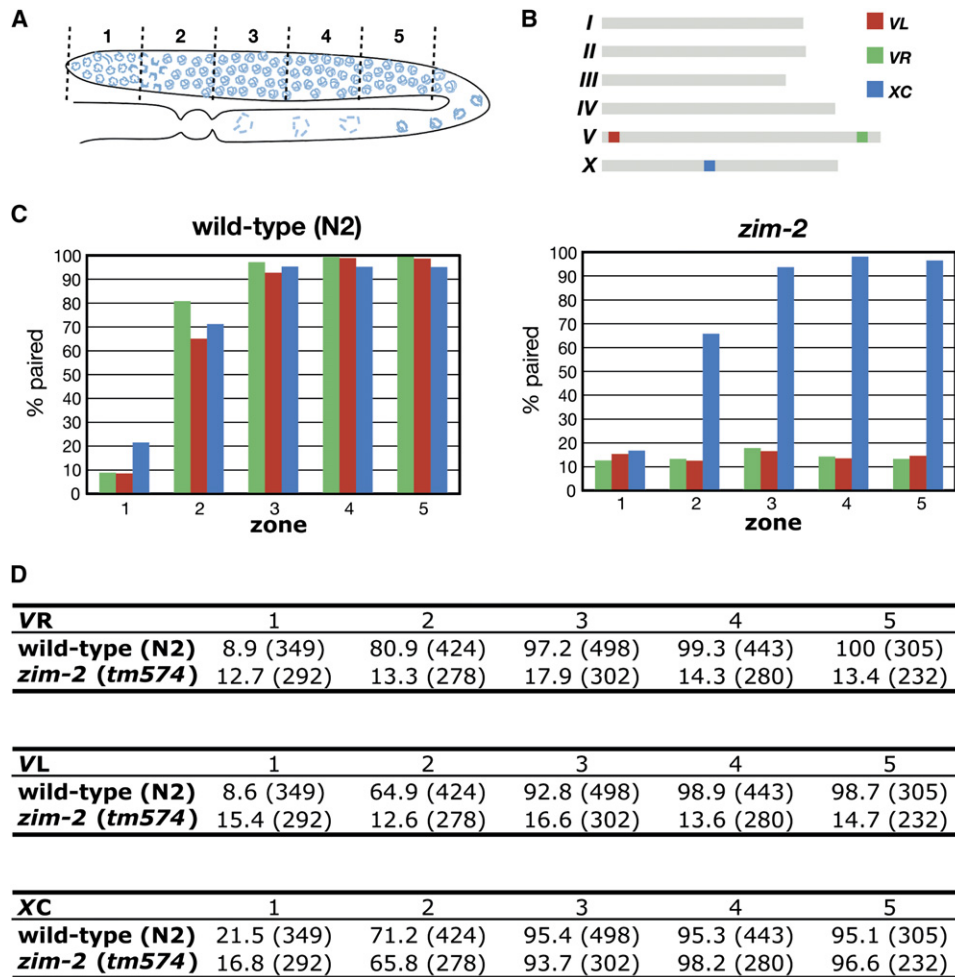 A
1 2 3 4 5
B
I
II
III
IV
V
X
VL
VR
XC
C
wild-type (N2)
% paired
100
90
80
70
60
50
40
30
20
10
0
1 2 3 4 5
zone
zim-2
% paired
100
90
80
70
60
50
40
30
20
10
0
1 2 3 4 5
zone
D
VR 1 2 3 4 5
wild-type (N2) 8.9 (349) 80.9 (424) 97.2 (498) 99.3 (443) 100 (305)
zim-2 (tm574) 12.7 (292) 13.3 (278) 17.9 (302) 14.3 (280) 13.4 (232)
VL 1 2 3 4 5
wild-type (N2) 8.6 (349) 64.9 (424) 92.8 (498) 98.9 (443) 98.7 (305)
zim-2 (tm574) 15.4 (292) 12.6 (278) 16.6 (302) 13.6 (280) 14.7 (232)
XC 1 2 3 4 5
wild-type (N2) 21.5 (349) 71.2 (424) 95.4 (498) 95.3 (443) 95.1 (305)
zim-2 (tm574) 16.8 (292) 65.8 (278) 93.7 (302) 98.2 (280) 96.6 (232)